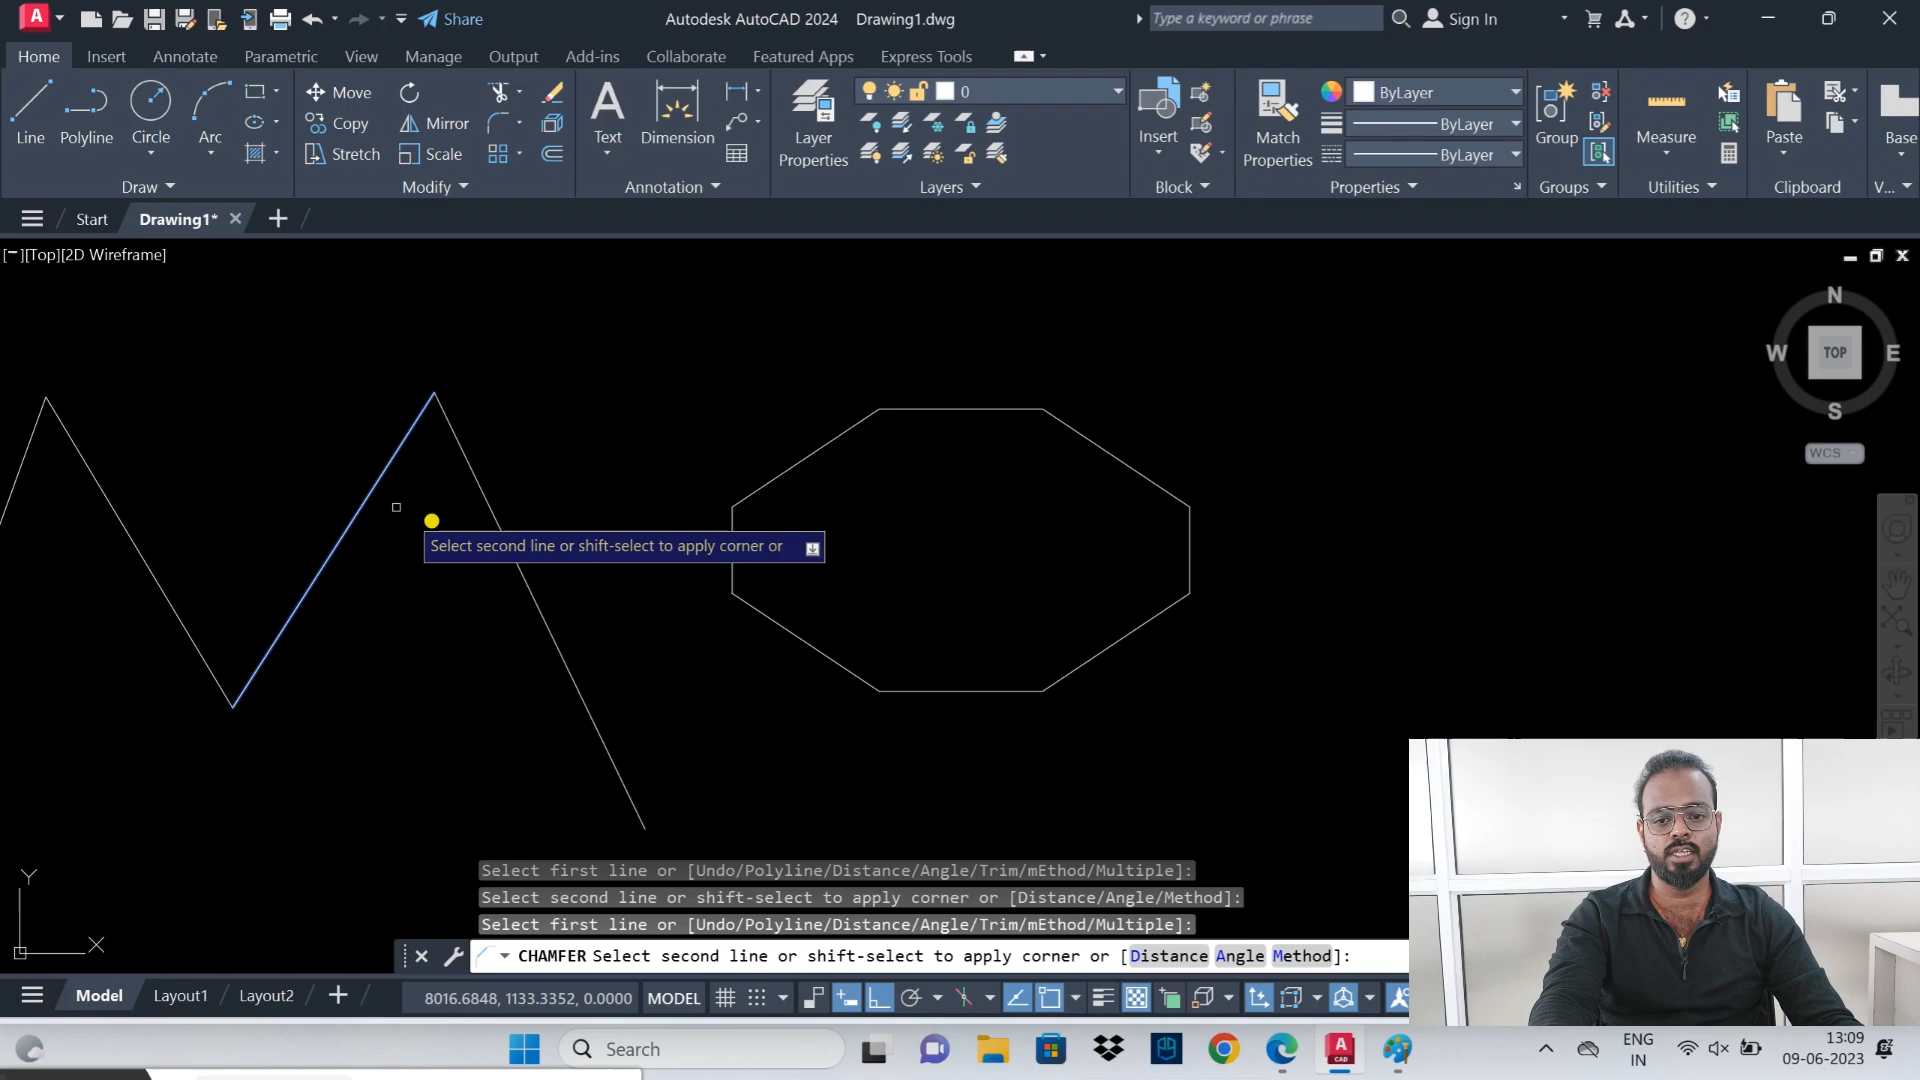 A CAD
Share
Autodesk AutoCAD 2024 Drawing1.dwg
Type a keyword or phrase
Sign In
Home Insert Annotate Parametric View Manage Output Add-ins Collaborate Featured Apps Express Tools
Line Polyline Circle Arc
Move
Copy Mirror
Stretch Scale
Text Dimension
Layer Properties
0
Insert
Match Properties
ByLayer
ByLayer
ByLayer
Group
Measure
Paste
Base
Draw Modify Annotation Layers Block Properties Groups Utilities Clipboard V...
Start Drawing1*
[−][Top][2D Wireframe]
N
W TOP E
S
WCS
Select second line or shift-select to apply corner or
Y
X
Select first line or [Undo/Polyline/Distance/Angle/Trim/mEthod/Multiple]:
Select second line or shift-select to apply corner or [Distance/Angle/Method]:
Select first line or [Undo/Polyline/Distance/Angle/Trim/mEthod/Multiple]:
CHAMFER Select second line or shift-select to apply corner or [Distance Angle Method]:
Model Layout1 Layout2
8016.6848, 1133.3352, 0.0000 MODEL
Search
A CAD
ENG
IN
13:09
09-06-2023